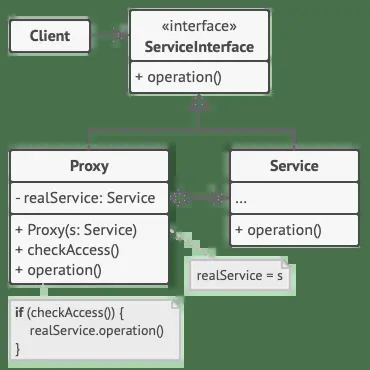 Client
«interface»
ServiceInterface
+ operation()
Proxy
- realService: Service
+ Proxy(s: Service)
+ checkAccess()
+ operation()
Service
...
+ operation()
realService = s
if (checkAccess()) {
realService.operation()
}